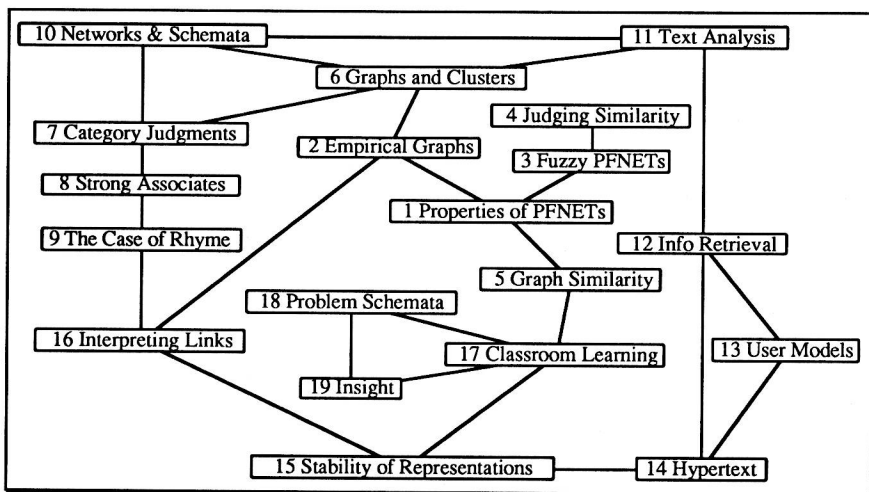 10 Networks & Schemata
11 Text Analysis
6 Graphs and Clusters
4 Judging Similarity
7 Category Judgments
2 Empirical Graphs
3 Fuzzy PFNETs
8 Strong Associates
1 Properties of PFNETs
9 The Case of Rhyme
12 Info Retrieval
5 Graph Similarity
18 Problem Schemata
16 Interpreting Links
17 Classroom Learning
13 User Models
19 Insight
15 Stability of Representations
14 Hypertext